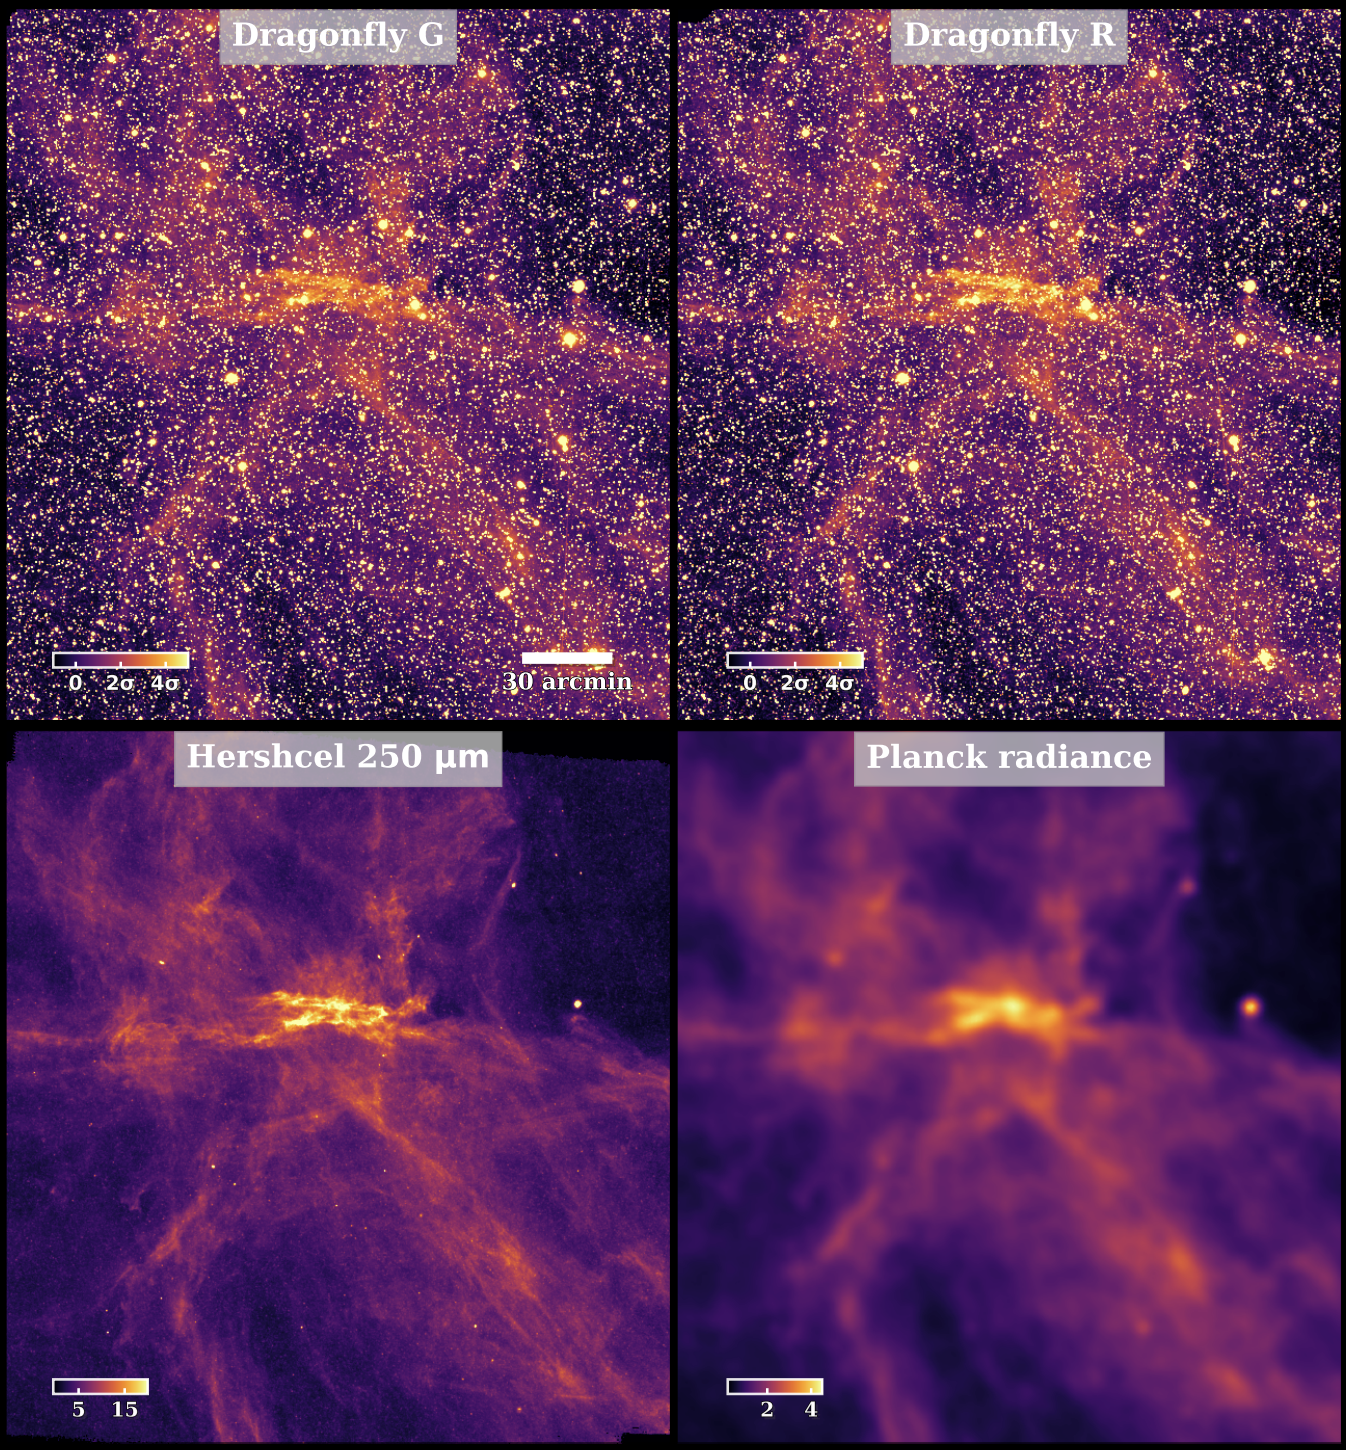 Dragonfly G
Dragonfly R
0 2σ 4σ
30 arcmin
0 2σ 4σ
Hershcel 250 μm
Planck radiance
5 15
2 4